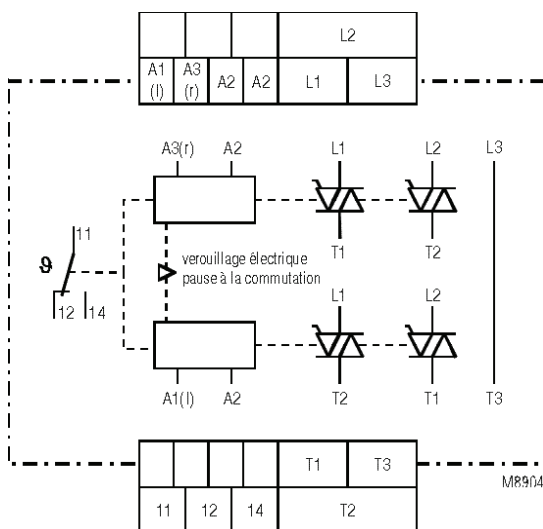 L2
A1 (l) A3 (r) A2 A2 L1 L3
A3(r) A2 L1 L2 L3
T1 T2
11
ϑ
12 14
verouillage électrique
pause à la commutation
L1 L2
A1(l) A2 T2 T1 T3
T1 T3
M8904
11 12 14 T2